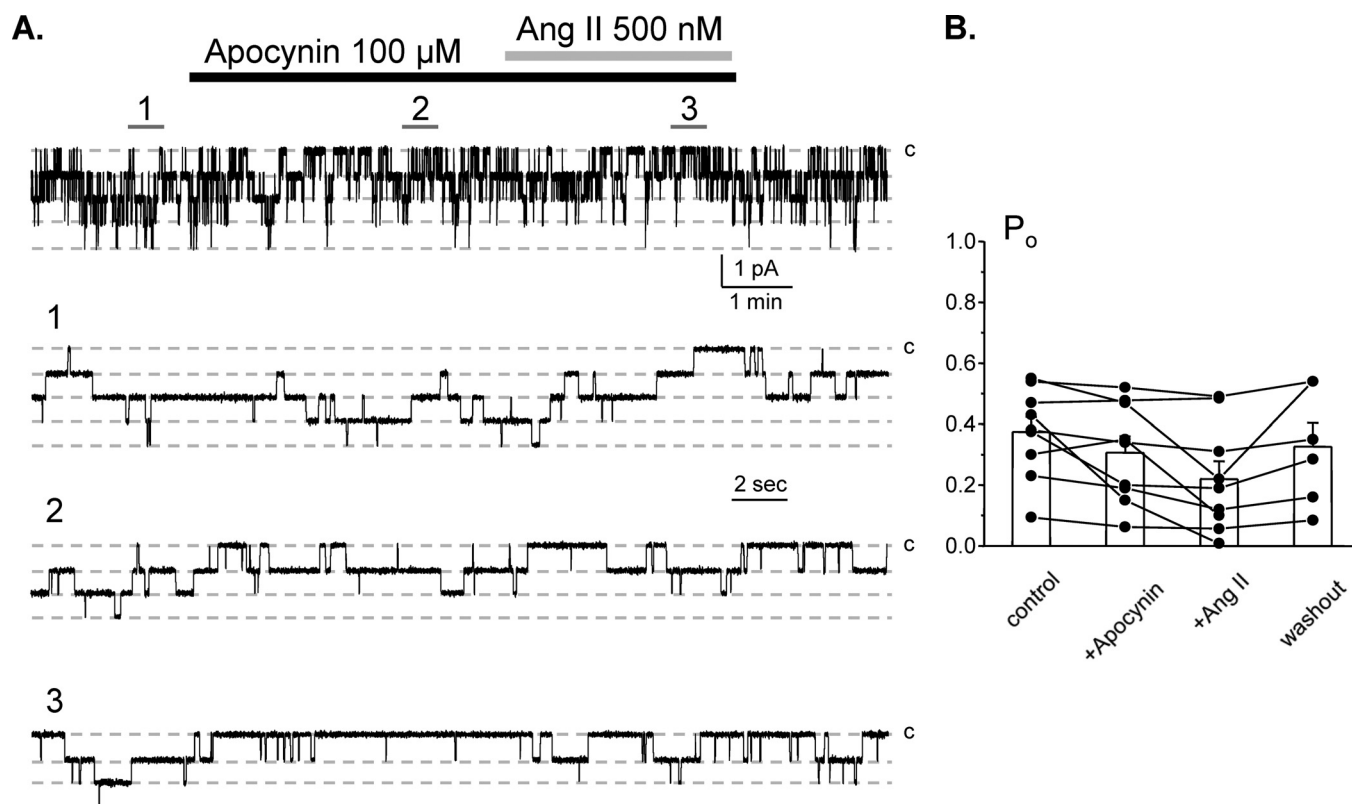 A.
Ang II 500 nM
Apocynin 100 μM
1 2 3
c
1 pA
1 min
1
c
2 sec
2
c
3
c
B.
Po
1.0
0.8
0.6
0.4
0.2
0.0
control
+Apocynin
+Ang II
washout